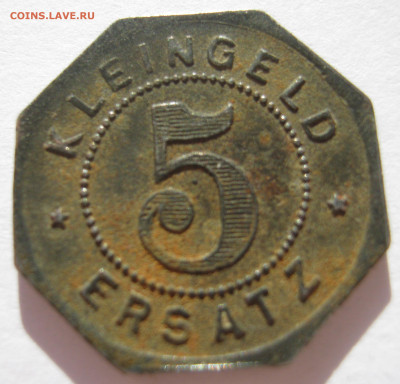 COINS.LAVE.RU
KLEINGELD
5
ERSATZ